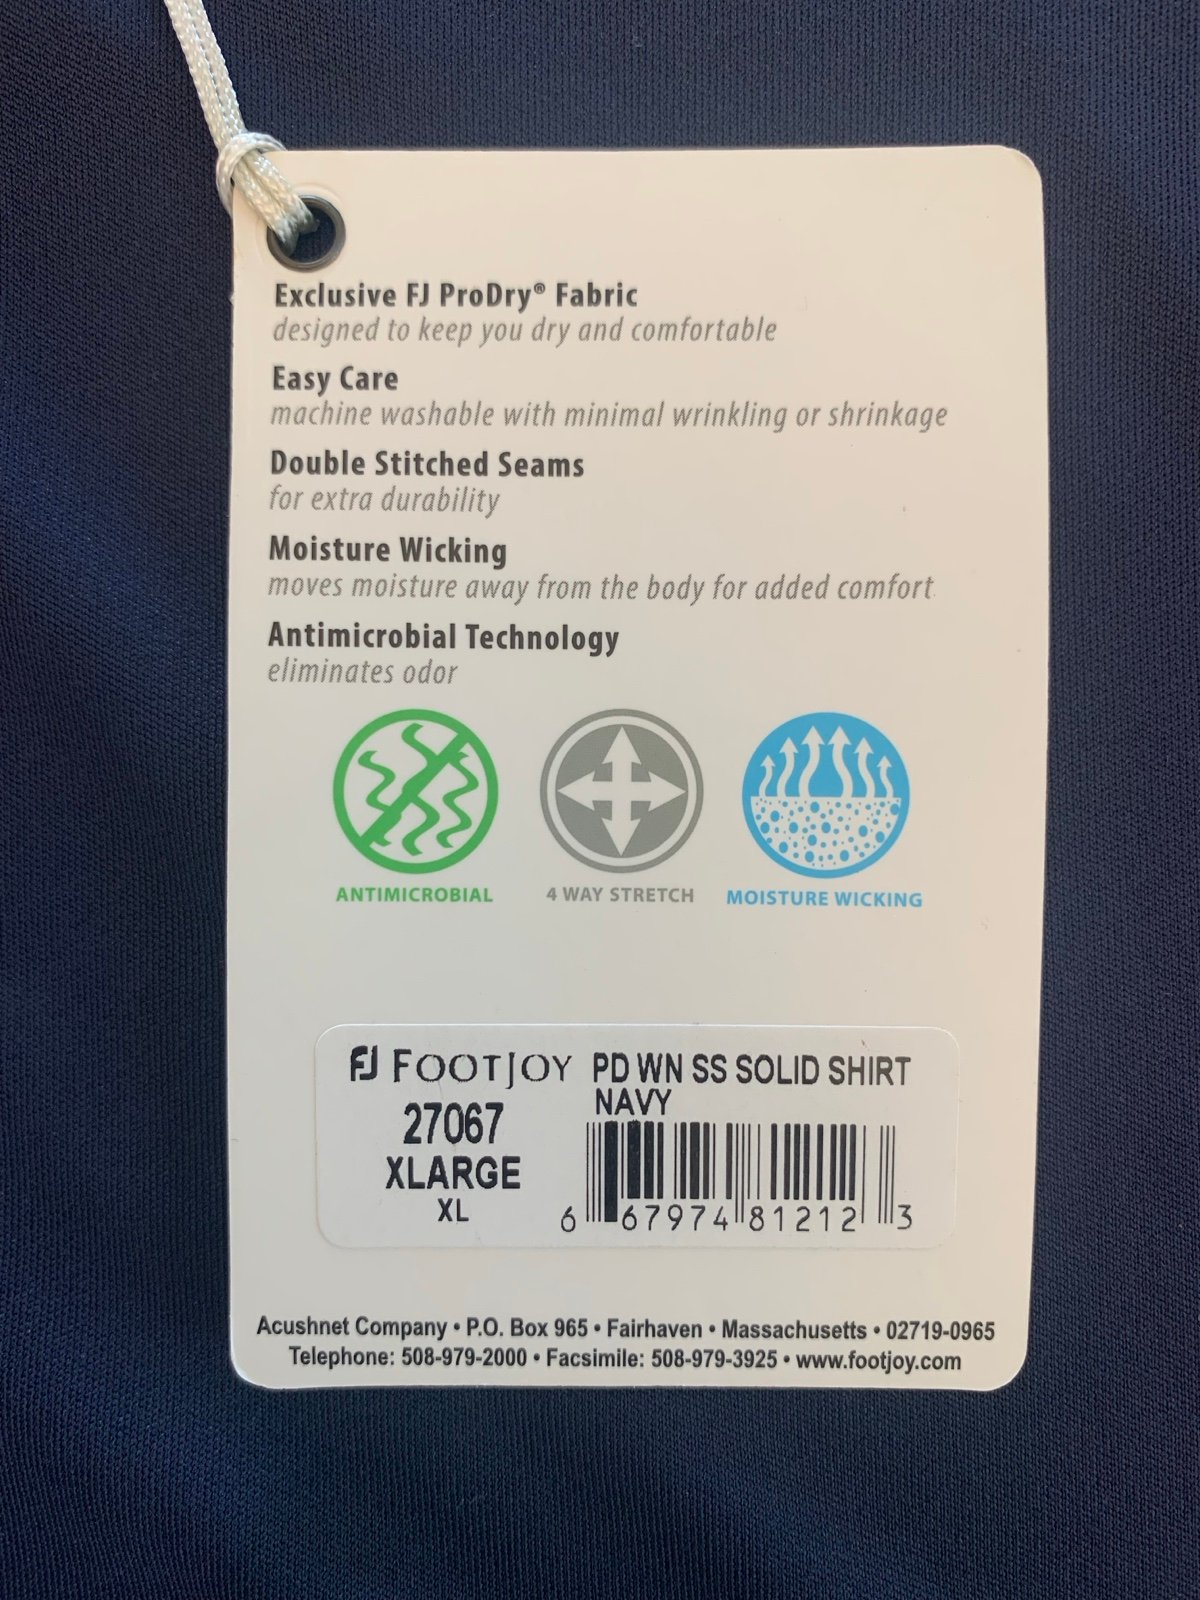 Exclusive FJ ProDry® Fabric
designed to keep you dry and comfortable
Easy Care
machine washable with minimal wrinkling or shrinkage
Double Stitched Seams
for extra durability
Moisture Wicking
moves moisture away from the body for added comfort
Antimicrobial Technology
eliminates odor
ANTIMICROBIAL 4 WAY STRETCH MOISTURE WICKING
FJ FOOTJOY PD WN SS SOLID SHIRT
NAVY
27067
XLARGE
XL
6 67974 81212 3
Acushnet Company • P.O. Box 965 • Fairhaven • Massachusetts • 02719-0965
Telephone: 508-979-2000 • Facsimile: 508-979-3925 • www.footjoy.com